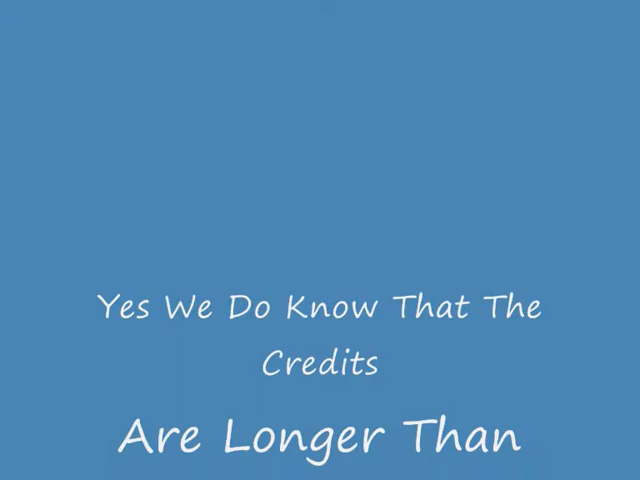 Yes We Do Know That The
Credits
Are Longer Than